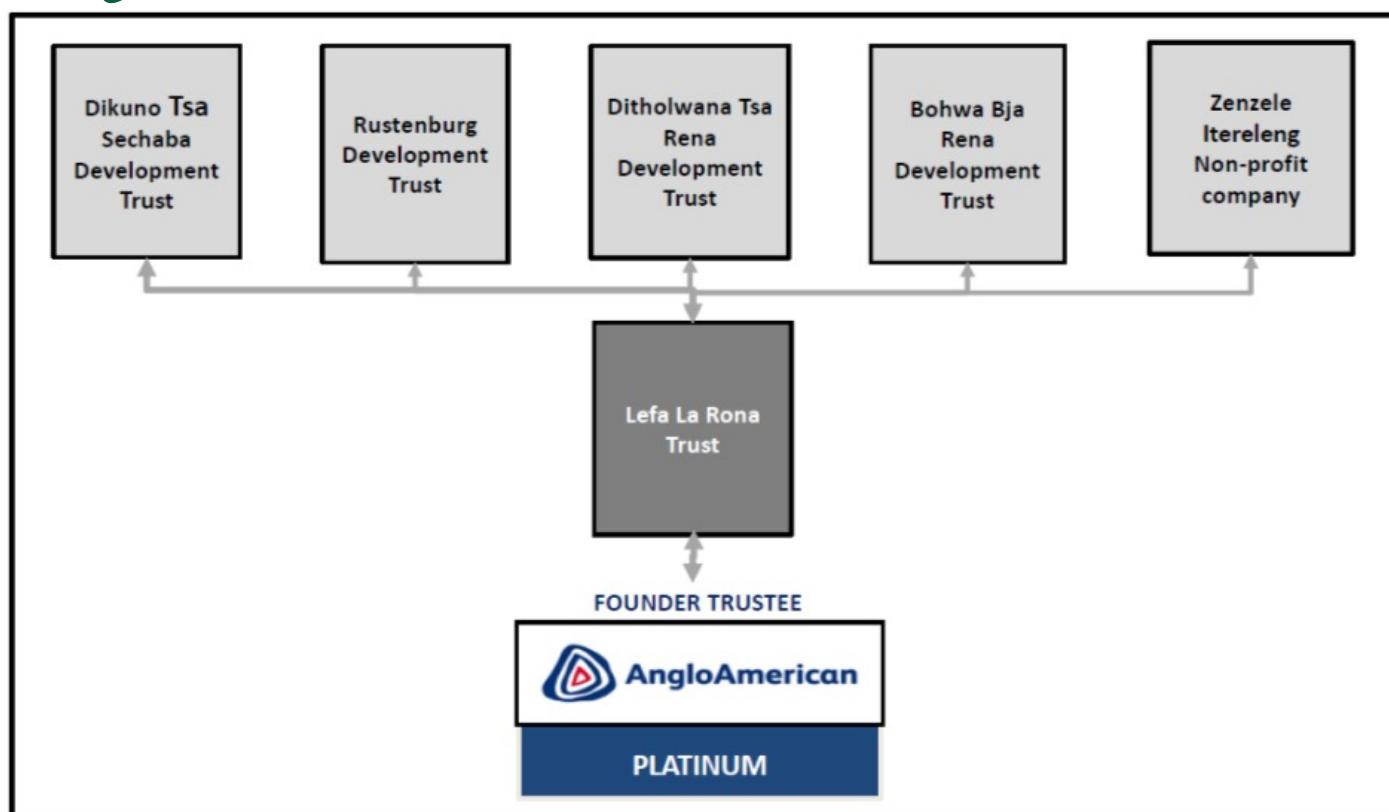 Dikuno Tsa
Sechaba
Development
Trust
Rustenburg
Development
Trust
Ditholwana Tsa
Rena
Development
Trust
Bohwa Bja
Rena
Development
Trust
Zenzele
Itereleng
Non-profit
company
Lefa La Rona
Trust
FOUNDER TRUSTEE
AngloAmerican
PLATINUM